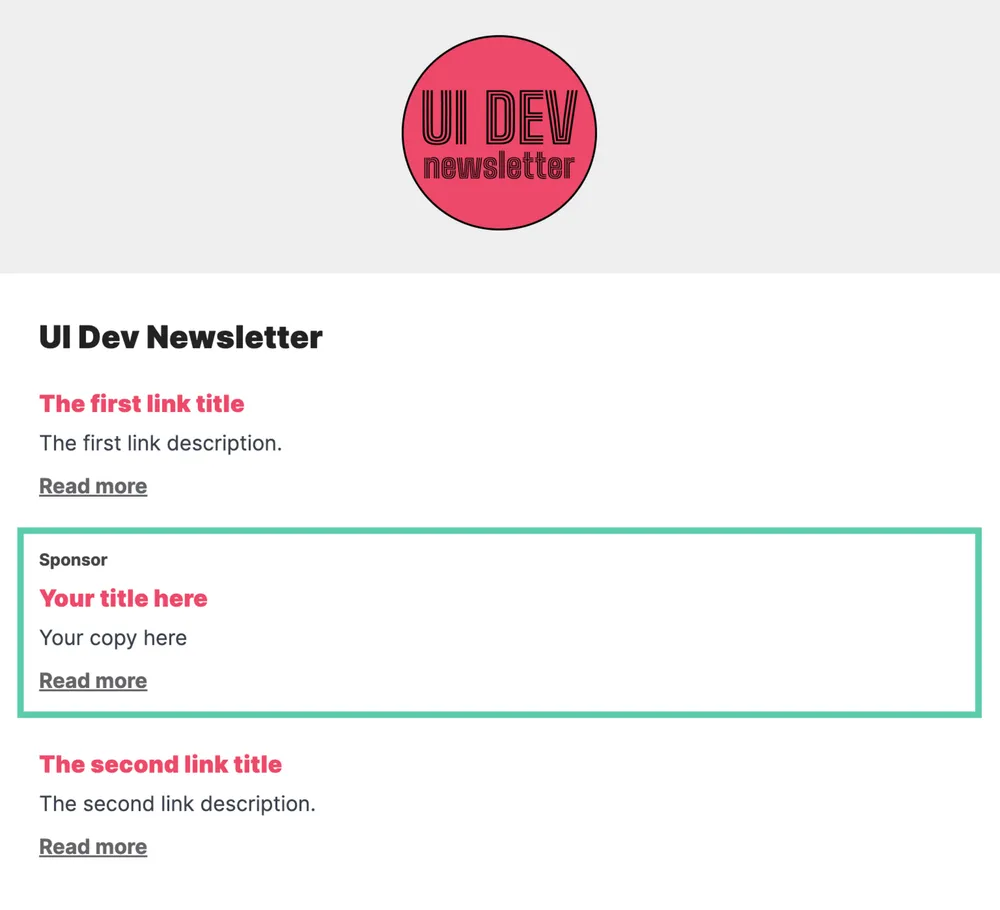 UI DEV
newsletter
UI Dev Newsletter
The first link title
The first link description.
Read more
Sponsor
Your title here
Your copy here
Read more
The second link title
The second link description.
Read more